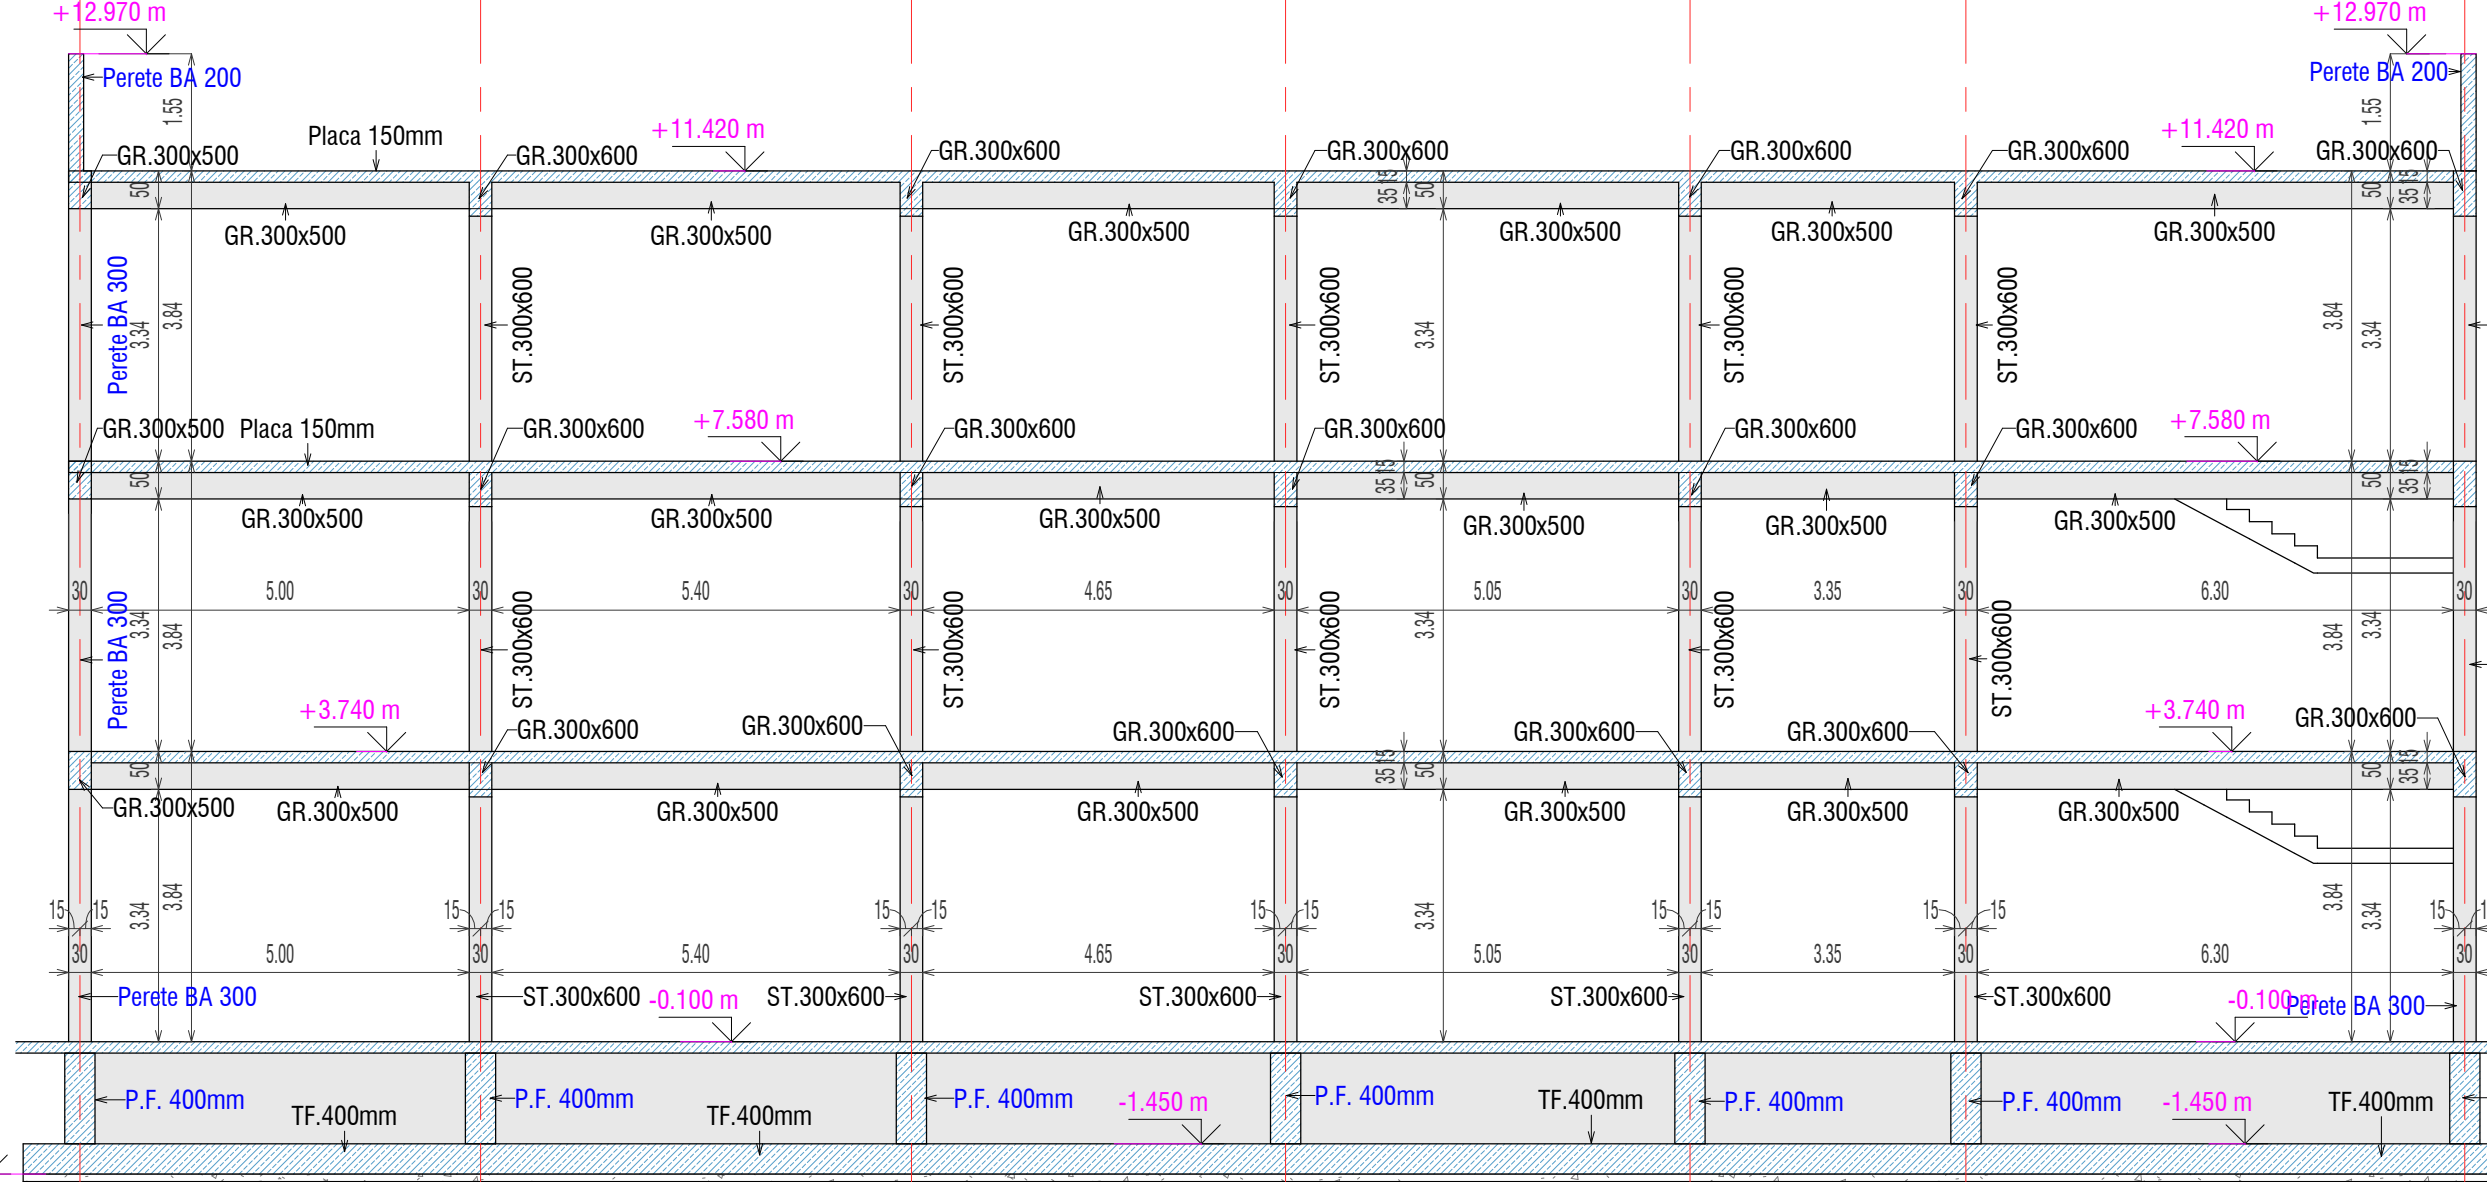 +12.970 m
+12.970 m
Perete BA 200
Perete BA 200
1.55
1.55
Placa 150mm
+11.420 m
+11.420 m
GR.300x500
GR.300x600
GR.300x600
GR.300x600
GR.300x600
GR.300x600
GR.300x600
50
35 15
50
50
35 15
GR.300x500
GR.300x500
GR.300x500
GR.300x500
GR.300x500
GR.300x500
Perete BA 300
3.34
3.84
ST.300x600
ST.300x600
ST.300x600
3.34
ST.300x600
ST.300x600
3.84
3.34
GR.300x500
Placa 150mm
GR.300x600
+7.580 m
GR.300x600
GR.300x600
GR.300x600
GR.300x600
+7.580 m
50
35 15
50
50
35 15
GR.300x500
GR.300x500
GR.300x500
GR.300x500
GR.300x500
GR.300x500
30
5.00
30
5.40
30
4.65
30
5.05
30
3.35
30
6.30
30
Perete BA 300
3.34
3.84
ST.300x600
ST.300x600
ST.300x600
3.34
ST.300x600
ST.300x600
3.84
3.34
+3.740 m
GR.300x600
GR.300x600
GR.300x600
GR.300x600
GR.300x600
+3.740 m
GR.300x600
50
35 15
50
50
35 15
GR.300x500
GR.300x500
GR.300x500
GR.300x500
GR.300x500
GR.300x500
GR.300x500
3.34
3.84
3.34
3.84
3.34
15
15
15
15
15
15
15
15
15
15
15
15
15
30
5.00
30
5.40
30
4.65
30
5.05
30
3.35
30
6.30
30
Perete BA 300
ST.300x600
-0.100 m
ST.300x600
ST.300x600
ST.300x600
ST.300x600
-0.100 m
Perete BA 300
P.F. 400mm
TF.400mm
P.F. 400mm
TF.400mm
P.F. 400mm
-1.450 m
P.F. 400mm
TF.400mm
P.F. 400mm
P.F. 400mm
-1.450 m
TF.400mm